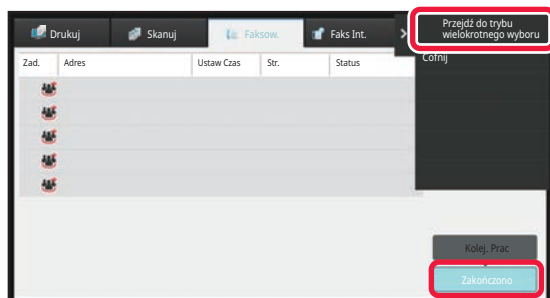 Drukuj
Skanuj
Faksow.
Faks Int.
Przejdź do trybu
wielokrotnego wyboru
Zad.
Adres
Ustaw Czas
Str.
Status
Cofnij
Kolej. Prac
Zakończono